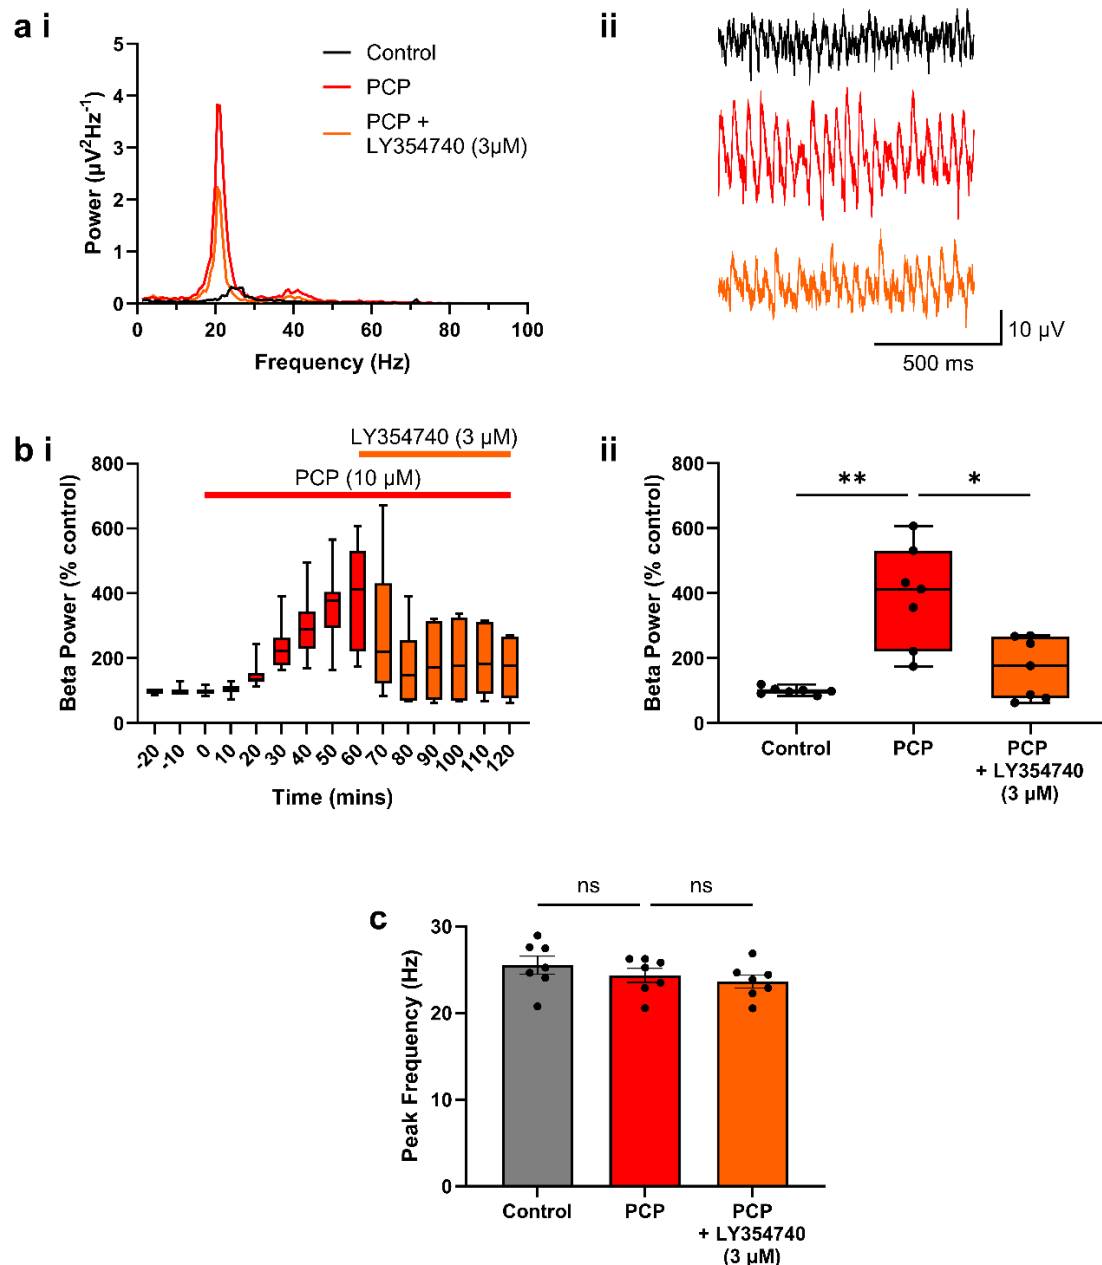 a i
5
4
3
2
1
0
Power (µV²Hz⁻¹)
1
20
40
60
80
100
Frequency (Hz)
Control
PCP
PCP +
LY354740 (3µM)
ii
10 µV
500 ms
b i
LY354740 (3 µM)
PCP (10 µM)
800
600
400
200
0
Beta Power (% control)
-20
-10
0
10
20
30
40
50
60
70
80
90
100
110
120
Time (mins)
ii
800
600
400
200
0
Beta Power (% control)
**
*
Control
PCP
PCP
+ LY354740
(3 µM)
c
ns
ns
30
20
10
0
Peak Frequency (Hz)
Control
PCP
PCP
+ LY354740
(3 µM)